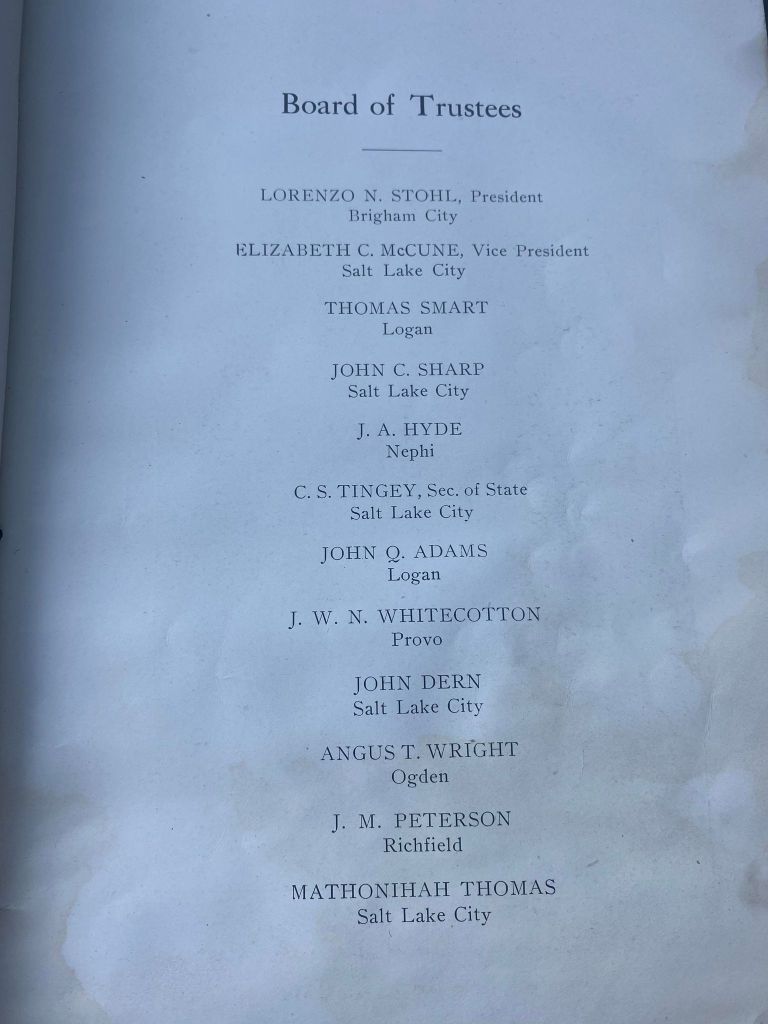 Board of Trustees
LORENZO N. STOHL, President
Brigham City
ELIZABETH C. McCUNE, Vice President
Salt Lake City
THOMAS SMART
Logan
JOHN C. SHARP
Salt Lake City
J. A. HYDE
Nephi
C. S. TINGEY, Sec. of State
Salt Lake City
JOHN Q. ADAMS
Logan
J. W. N. WHITECOTTON
Provo
JOHN DERN
Salt Lake City
ANGUS T. WRIGHT
Ogden
J. M. PETERSON
Richfield
MATHONIHAH THOMAS
Salt Lake City